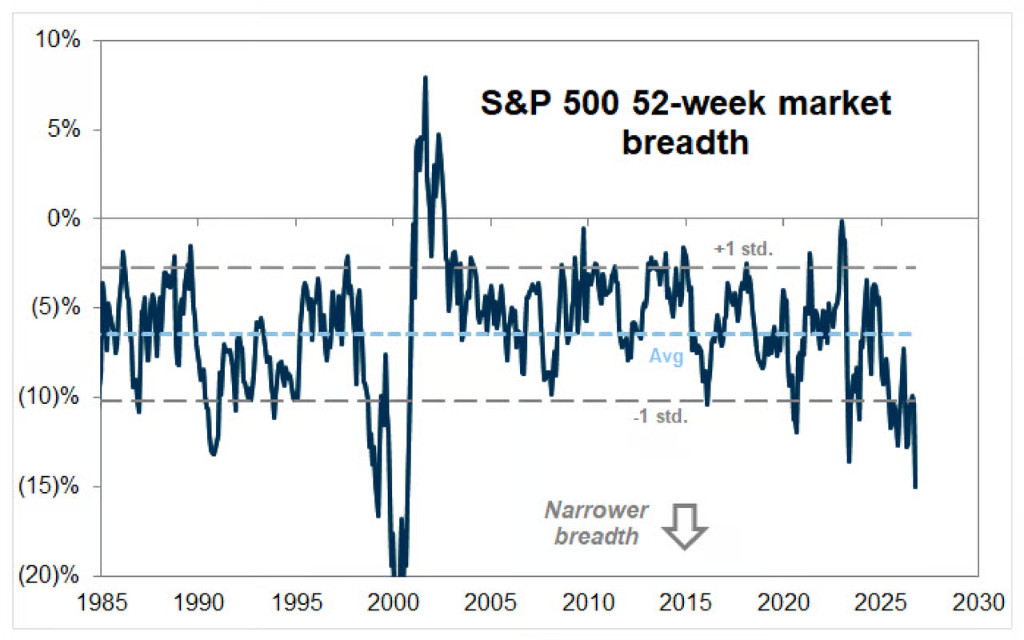 S&P 500 52-week market
breadth
10%
5%
0%
(5)%
(10)%
(15)%
(20)%
+1 std.
Avg
-1 std.
Narrower
breadth
1985 1990 1995 2000 2005 2010 2015 2020 2025 2030